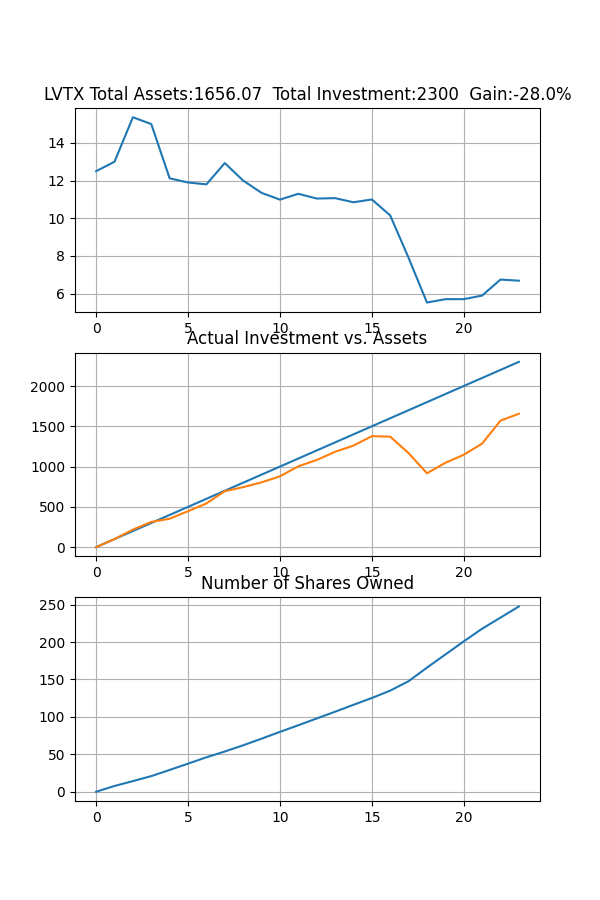 LVTX Total Assets:1656.07  Total Investment:2300  Gain:-28.0%
14
12
10
8
6
0 5 10 15 20
Actual Investment vs. Assets
2000
1500
1000
500
0
0 5 10 15 20
Number of Shares Owned
250
200
150
100
50
0
0 5 10 15 20